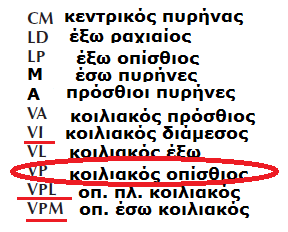 CM κεντρικός πυρήνας
LD έξω ραχιαίος
LP έξω οπίσθιος
M έσω πυρήνες
A πρόσθιοι πυρήνες
VA κοιλιακός πρόσθιος
VI κοιλιακός διάμεσος
VL κοιλιακός έξω
VP κοιλιακός οπίσθιος
VPL οπ. πλ. κοιλιακός
VPM οπ. έσω κοιλιακός